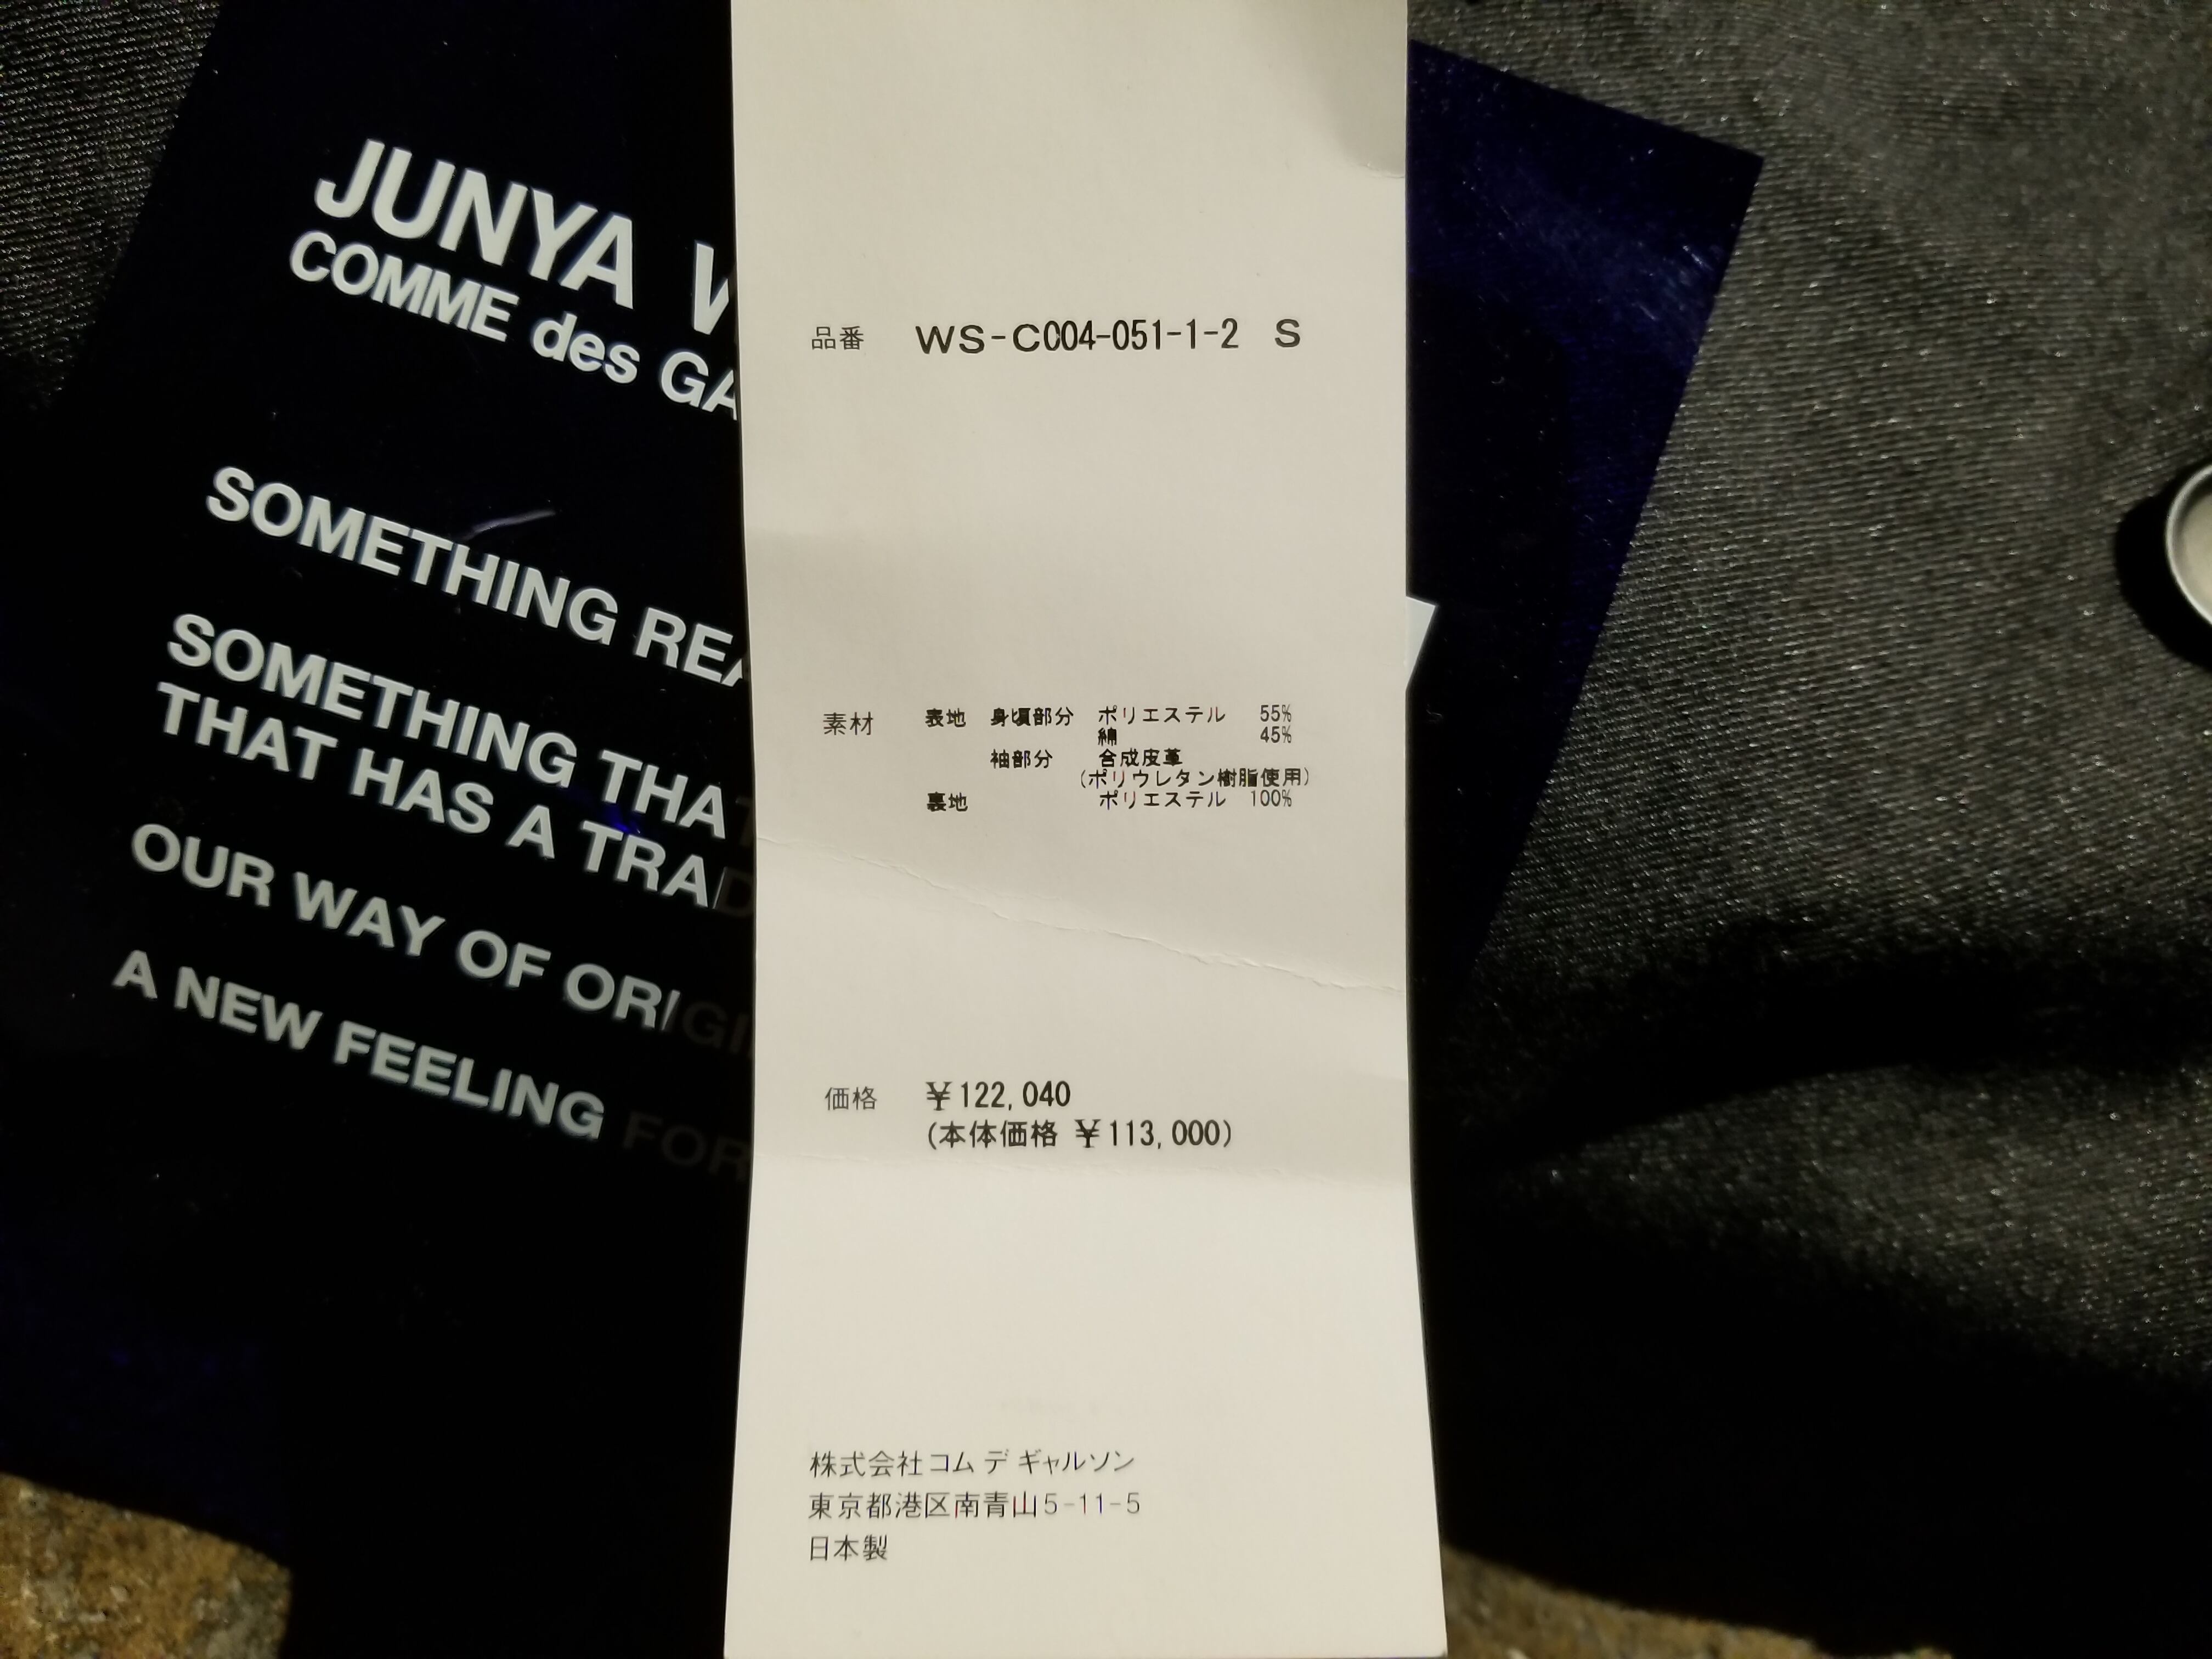 JUNYA W
COMME des GA
SOMETHING REA
SOMETHING THAT
THAT HAS A TRAD
OUR WAY OF ORIGI
A NEW FEELING FOR
品番 WS-C004-051-1-2 S
素材 表地 身頃部分 ポリエステル 55%
綿 45%
袖部分 合成皮革
(ポリウレタン樹脂使用)
裏地 ポリエステル 100%
価格 ¥122,040
(本体価格 ¥113,000)
株式会社コム デ ギャルソン
東京都港区南青山5-11-5
日本製